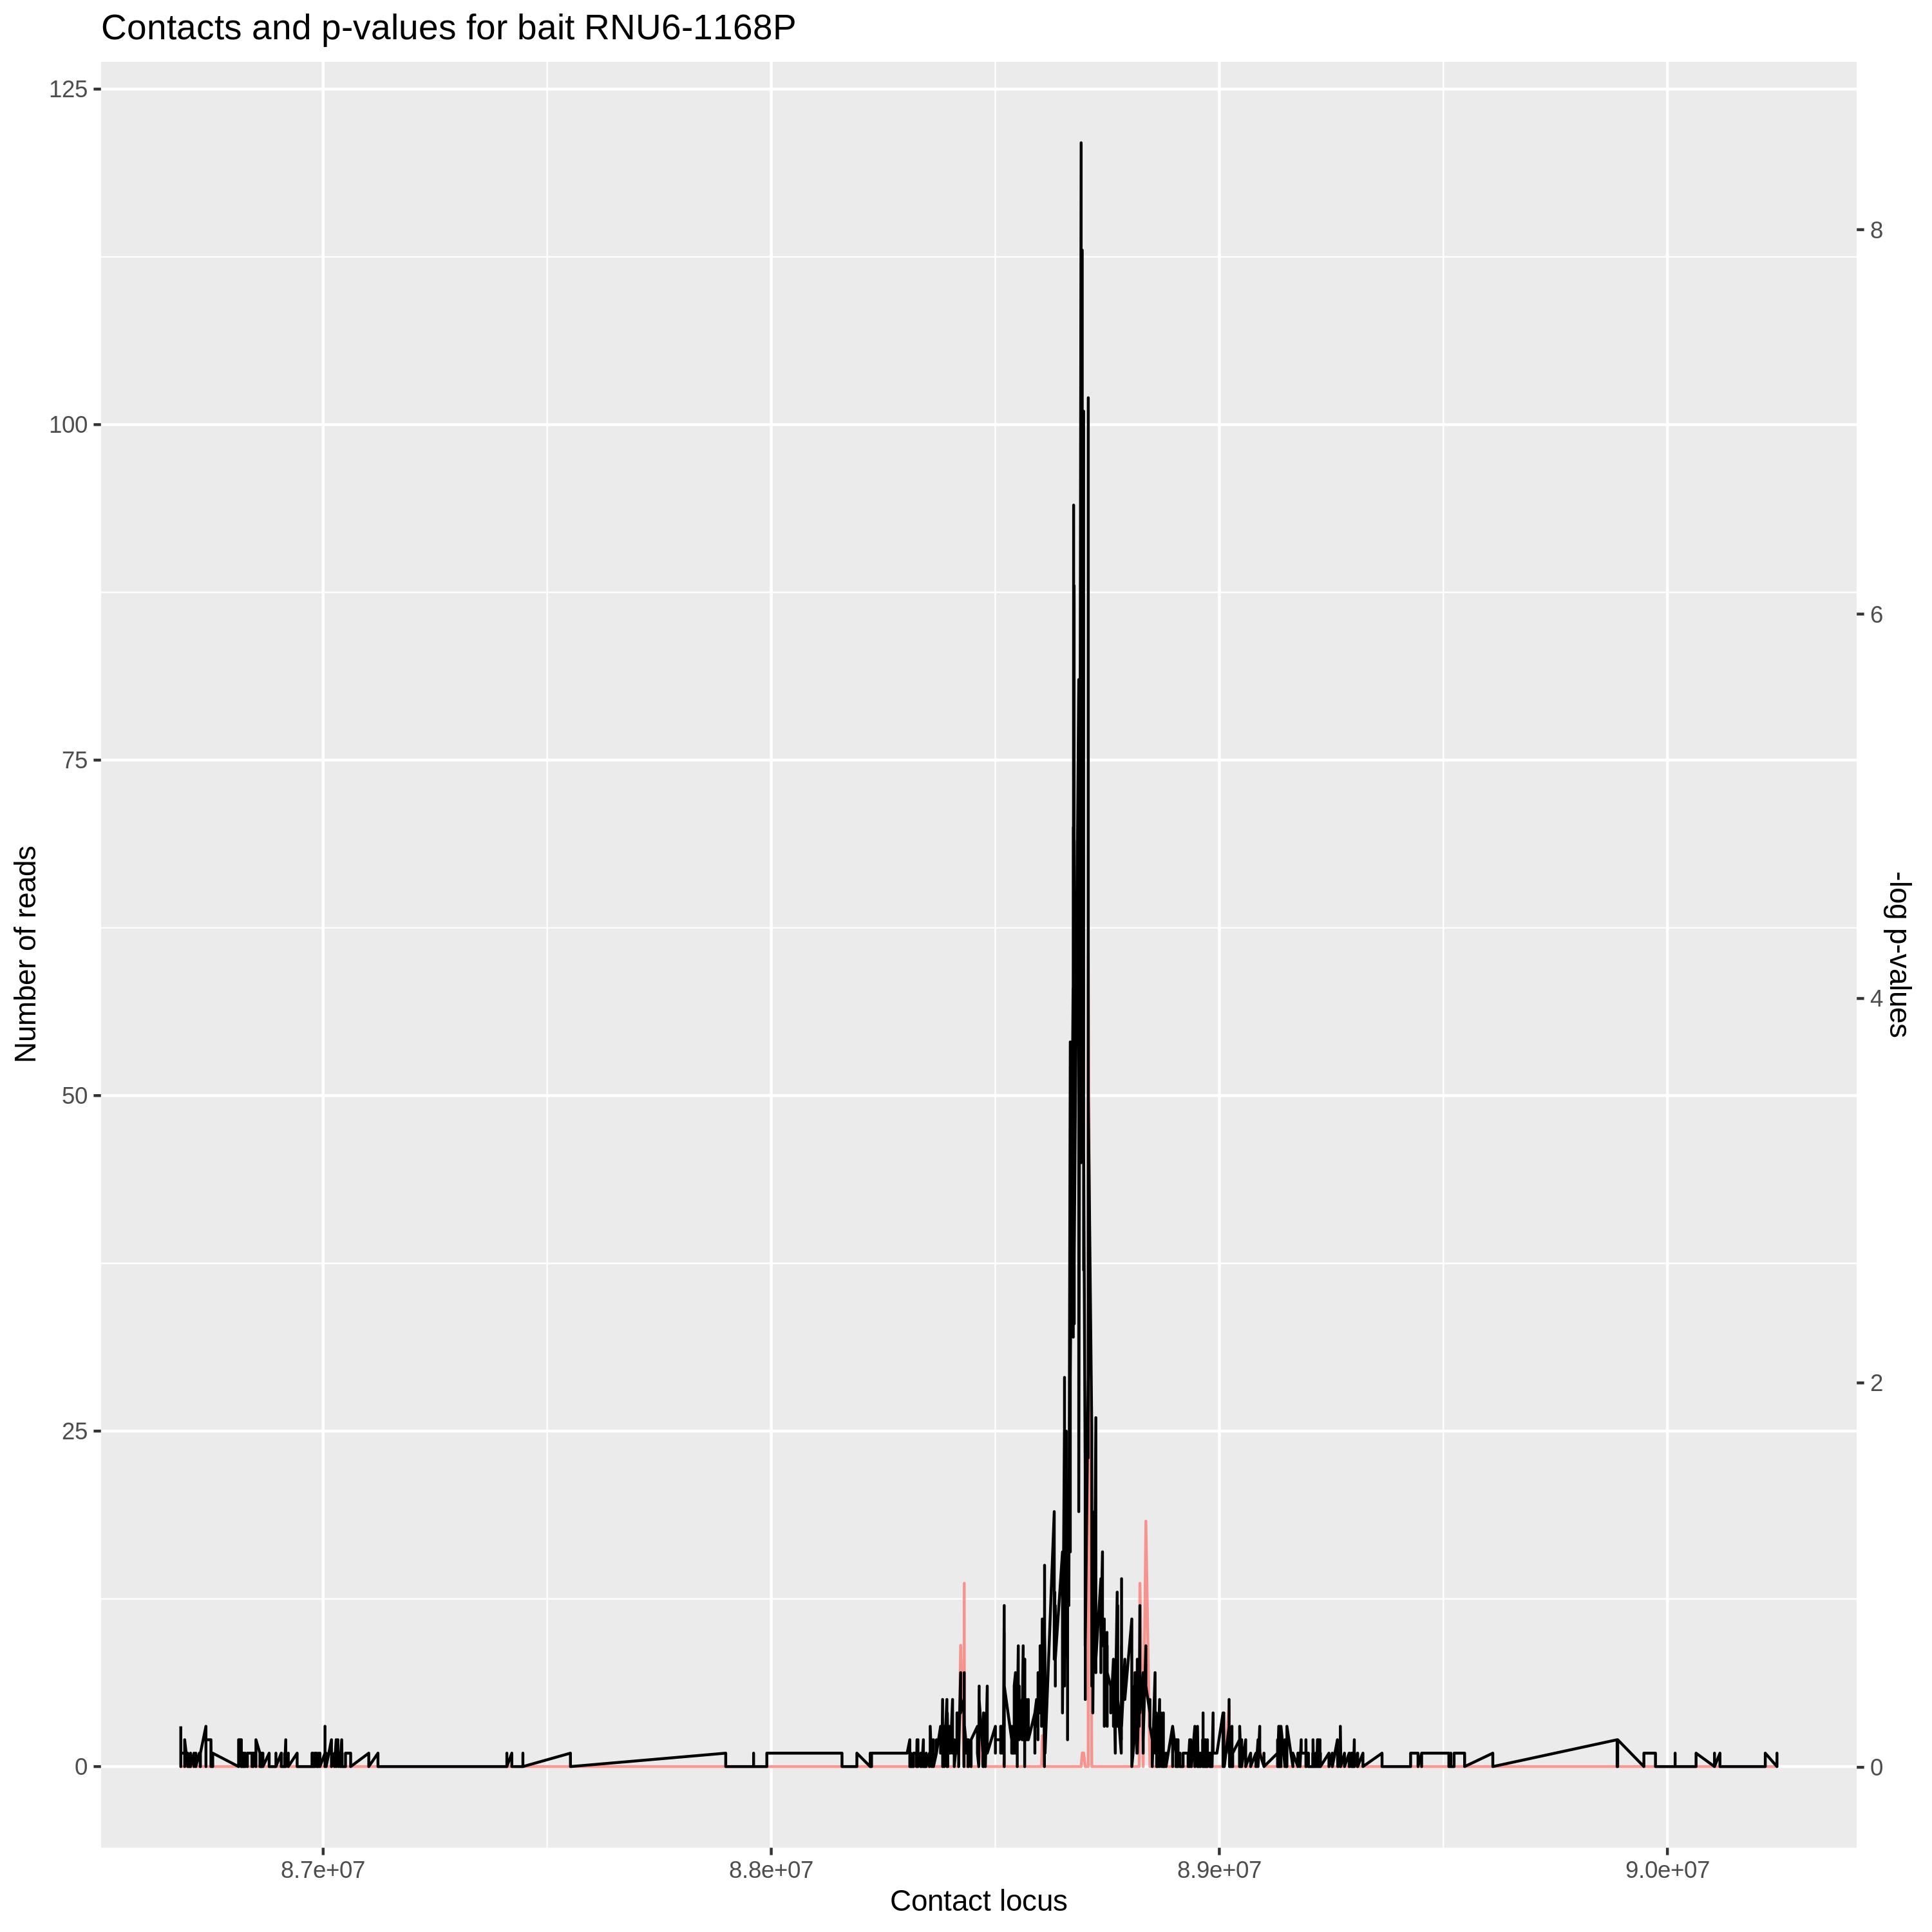 Contacts and p-values for bait RNU6-1168P
125
100
75
50
25
0
Number of reads
8
6
4
2
0
-log p-values
8.7e+07
8.8e+07
8.9e+07
9.0e+07
Contact locus